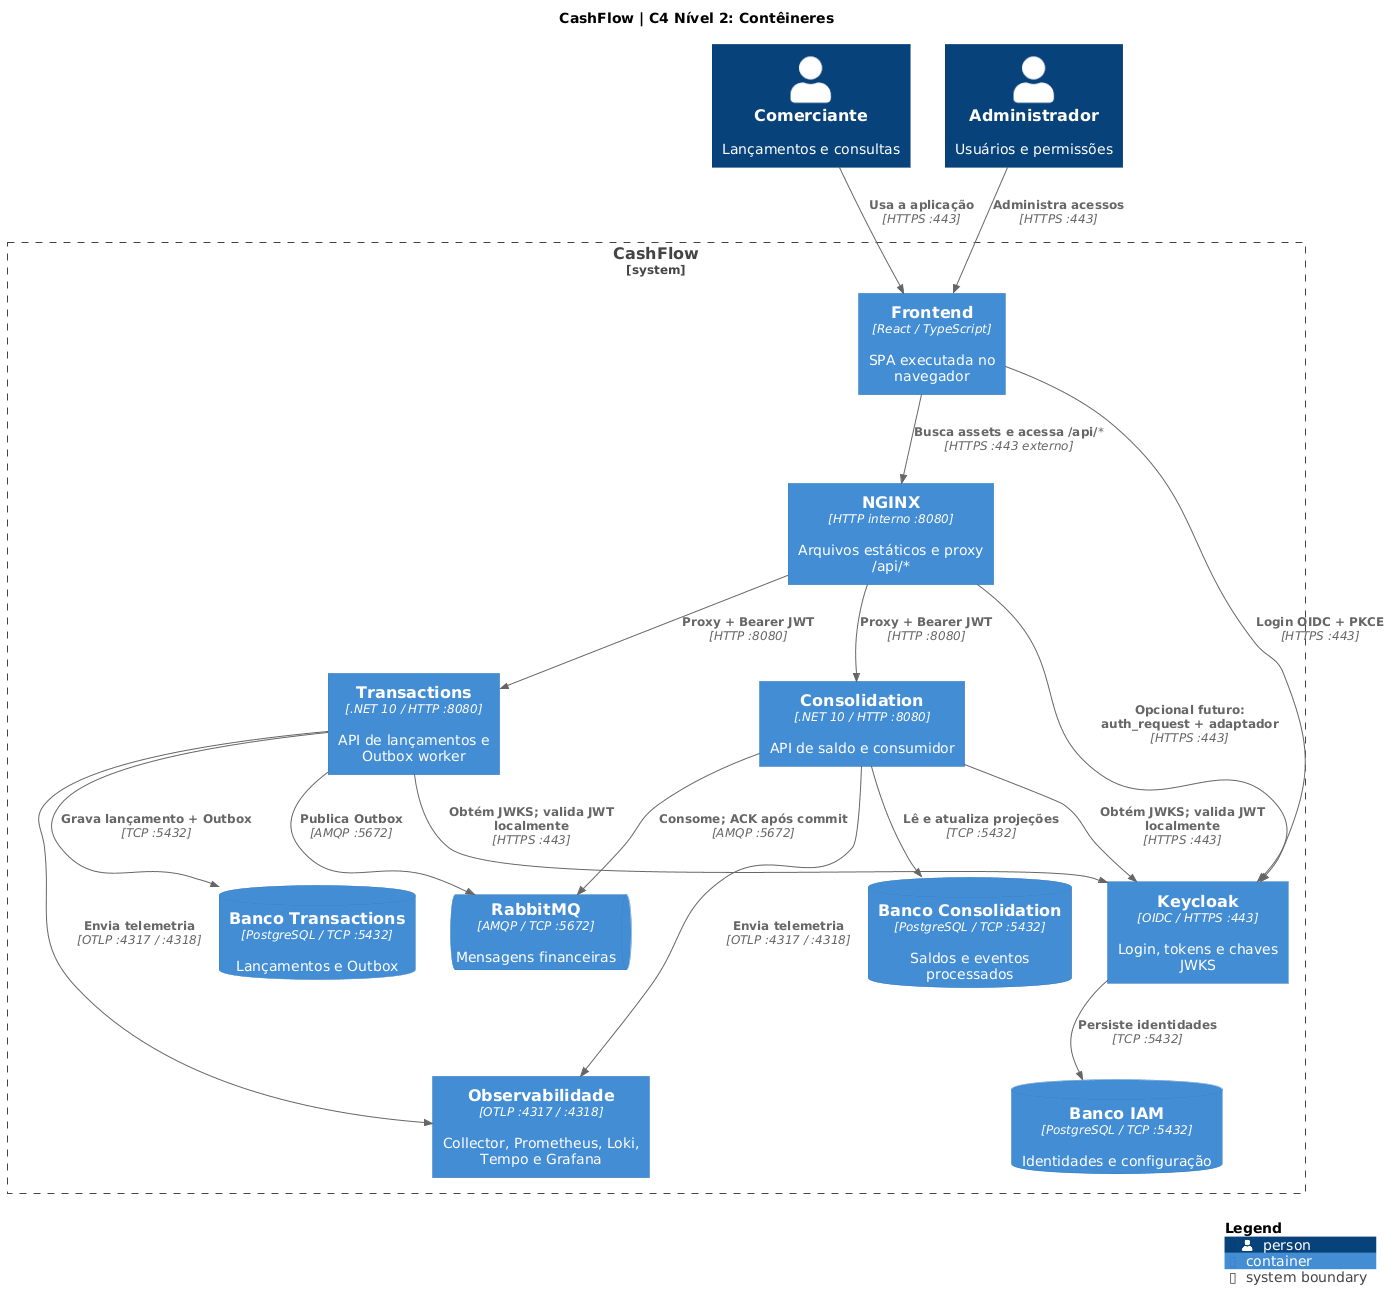 CashFlow | C4 Nível 2: Contêineres
Comerciante
Lançamentos e consultas
Administrador
Usuários e permissões
Usa a aplicação
[HTTPS :443]
Administra acessos
[HTTPS :443]
CashFlow
[system]
Frontend
[React / TypeScript]
SPA executada no
navegador
Busca assets e acessa /api/*
[HTTPS :443 externo]
NGINX
[HTTP interno :8080]
Arquivos estáticos e proxy
/api/*
Proxy + Bearer JWT
[HTTP :8080]
Proxy + Bearer JWT
[HTTP :8080]
Login OIDC + PKCE
[HTTPS :443]
Transactions
[.NET 10 / HTTP :8080]
API de lançamentos e
Outbox worker
Consolidation
[.NET 10 / HTTP :8080]
API de saldo e consumidor
Opcional futuro:
auth_request + adaptador
[HTTPS :443]
Grava lançamento + Outbox
[TCP :5432]
Publica Outbox
[AMQP :5672]
Obtém JWKS; valida JWT
localmente
[HTTPS :443]
Consome; ACK após commit
[AMQP :5672]
Lê e atualiza projeções
[TCP :5432]
Obtém JWKS; valida JWT
localmente
[HTTPS :443]
Envia telemetria
[OTLP :4317 / :4318]
Banco Transactions
[PostgreSQL / TCP :5432]
Lançamentos e Outbox
RabbitMQ
[AMQP / TCP :5672]
Mensagens financeiras
Envia telemetria
[OTLP :4317 / :4318]
Banco Consolidation
[PostgreSQL / TCP :5432]
Saldos e eventos
processados
Keycloak
[OIDC / HTTPS :443]
Login, tokens e chaves
JWKS
Persiste identidades
[TCP :5432]
Observabilidade
[OTLP :4317 / :4318]
Collector, Prometheus, Loki,
Tempo e Grafana
Banco IAM
[PostgreSQL / TCP :5432]
Identidades e configuração
Legend
person
container
system boundary